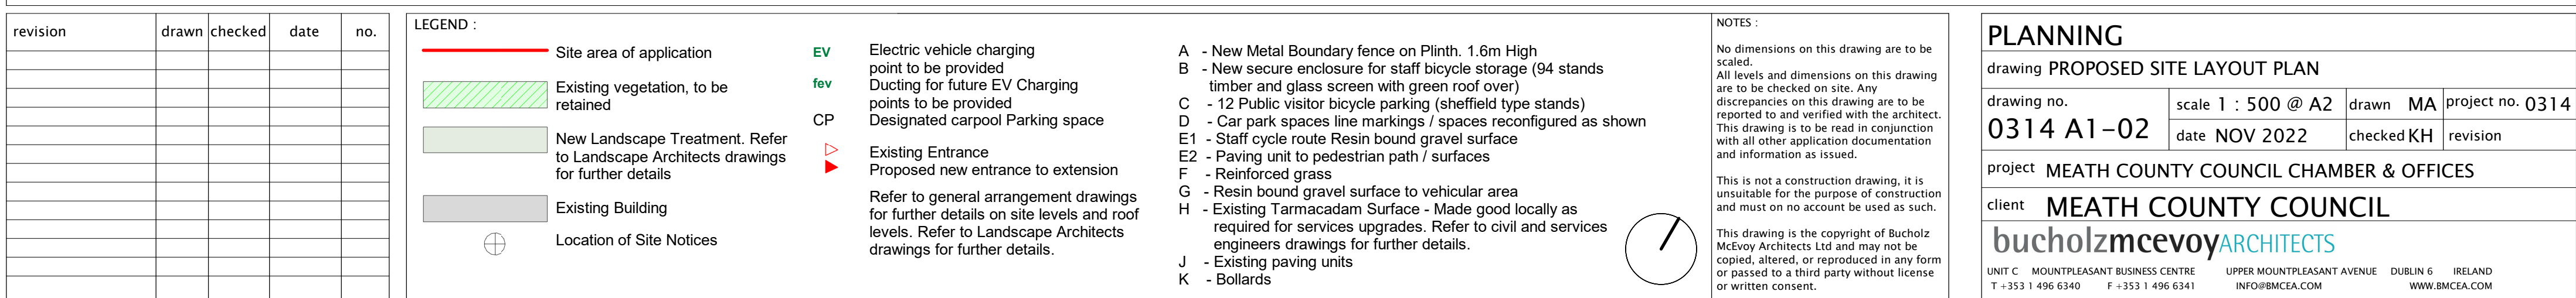 revision drawn checked date no.
LEGEND :
Site area of application
Existing vegetation, to be
retained
New Landscape Treatment. Refer
to Landscape Architects drawings
for further details
Existing Building
Location of Site Notices
EV Electric vehicle charging
point to be provided
fev Ducting for future EV Charging
points to be provided
CP Designated carpool Parking space
Existing Entrance
Proposed new entrance to extension
Refer to general arrangement drawings
for further details on site levels and roof
levels. Refer to Landscape Architects
drawings for further details.
A - New Metal Boundary fence on Plinth. 1.6m High
B - New secure enclosure for staff bicycle storage (94 stands
timber and glass screen with green roof over)
C - 12 Public visitor bicycle parking (sheffield type stands)
D - Car park spaces line markings / spaces reconfigured as shown
E1 - Staff cycle route Resin bound gravel surface
E2 - Paving unit to pedestrian path / surfaces
F - Reinforced grass
G - Resin bound gravel surface to vehicular area
H - Existing Tarmacadam Surface - Made good locally as
required for services upgrades. Refer to civil and services
engineers drawings for further details.
J - Existing paving units
K - Bollards
NOTES :
No dimensions on this drawing are to be
scaled.
All levels and dimensions on this drawing
are to be checked on site. Any
discrepancies on this drawing are to be
reported to and verified with the architect.
This drawing is to be read in conjunction
with all other application documentation
and information as issued.
This is not a construction drawing, it is
unsuitable for the purpose of construction
and must on no account be used as such.
This drawing is the copyright of Bucholz
McEvoy Architects Ltd and may not be
copied, altered, or reproduced in any form
or passed to a third party without license
or written consent.
PLANNING
drawing PROPOSED SITE LAYOUT PLAN
drawing no.
0314 A1-02
scale 1 : 500 @ A2 drawn MA project no. 0314
date NOV 2022 checked KH revision
project MEATH COUNTY COUNCIL CHAMBER & OFFICES
client MEATH COUNTY COUNCIL
bucholzmcevoyARCHITECTS
UNIT C MOUNTPLEASANT BUSINESS CENTRE UPPER MOUNTPLEASANT AVENUE DUBLIN 6 IRELAND
T +353 1 496 6340 F +353 1 496 6341 INFO@BMCEA.COM WWW.BMCEA.COM